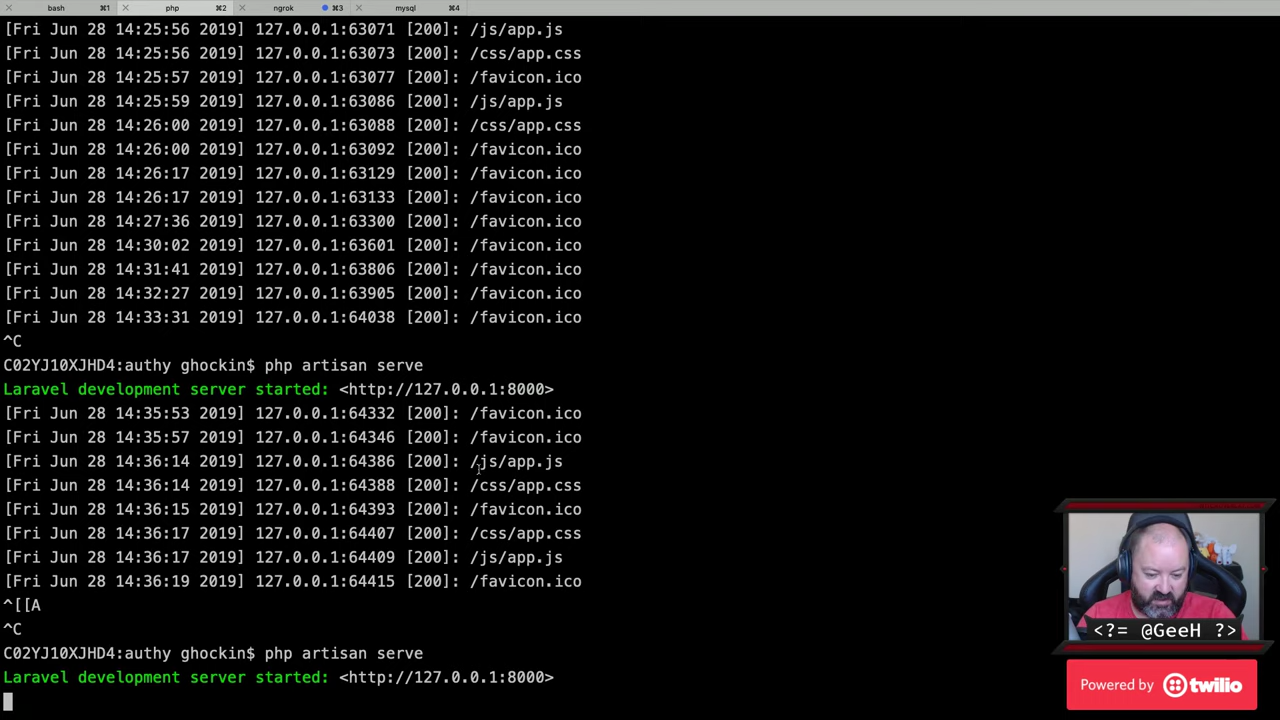 bash ⌘1 php ⌘2 ngrok ⌘3 mysql ⌘4
[Fri Jun 28 14:25:56 2019] 127.0.0.1:63071 [200]: /js/app.js
[Fri Jun 28 14:25:56 2019] 127.0.0.1:63073 [200]: /css/app.css
[Fri Jun 28 14:25:57 2019] 127.0.0.1:63077 [200]: /favicon.ico
[Fri Jun 28 14:25:59 2019] 127.0.0.1:63086 [200]: /js/app.js
[Fri Jun 28 14:26:00 2019] 127.0.0.1:63088 [200]: /css/app.css
[Fri Jun 28 14:26:00 2019] 127.0.0.1:63092 [200]: /favicon.ico
[Fri Jun 28 14:26:17 2019] 127.0.0.1:63129 [200]: /favicon.ico
[Fri Jun 28 14:26:17 2019] 127.0.0.1:63133 [200]: /favicon.ico
[Fri Jun 28 14:27:36 2019] 127.0.0.1:63300 [200]: /favicon.ico
[Fri Jun 28 14:30:02 2019] 127.0.0.1:63601 [200]: /favicon.ico
[Fri Jun 28 14:31:41 2019] 127.0.0.1:63806 [200]: /favicon.ico
[Fri Jun 28 14:32:27 2019] 127.0.0.1:63905 [200]: /favicon.ico
[Fri Jun 28 14:33:31 2019] 127.0.0.1:64038 [200]: /favicon.ico
^C
C02YJ10XJHD4:authy ghockin$ php artisan serve
Laravel development server started: <http://127.0.0.1:8000>
[Fri Jun 28 14:35:53 2019] 127.0.0.1:64332 [200]: /favicon.ico
[Fri Jun 28 14:35:57 2019] 127.0.0.1:64346 [200]: /favicon.ico
[Fri Jun 28 14:36:14 2019] 127.0.0.1:64386 [200]: /js/app.js
[Fri Jun 28 14:36:14 2019] 127.0.0.1:64388 [200]: /css/app.css
[Fri Jun 28 14:36:15 2019] 127.0.0.1:64393 [200]: /favicon.ico
[Fri Jun 28 14:36:17 2019] 127.0.0.1:64407 [200]: /css/app.css
[Fri Jun 28 14:36:17 2019] 127.0.0.1:64409 [200]: /js/app.js
[Fri Jun 28 14:36:19 2019] 127.0.0.1:64415 [200]: /favicon.ico
^[[A
^C
C02YJ10XJHD4:authy ghockin$ php artisan serve
Laravel development server started: <http://127.0.0.1:8000>
<?= @GeeH ?>
Powered by twilio